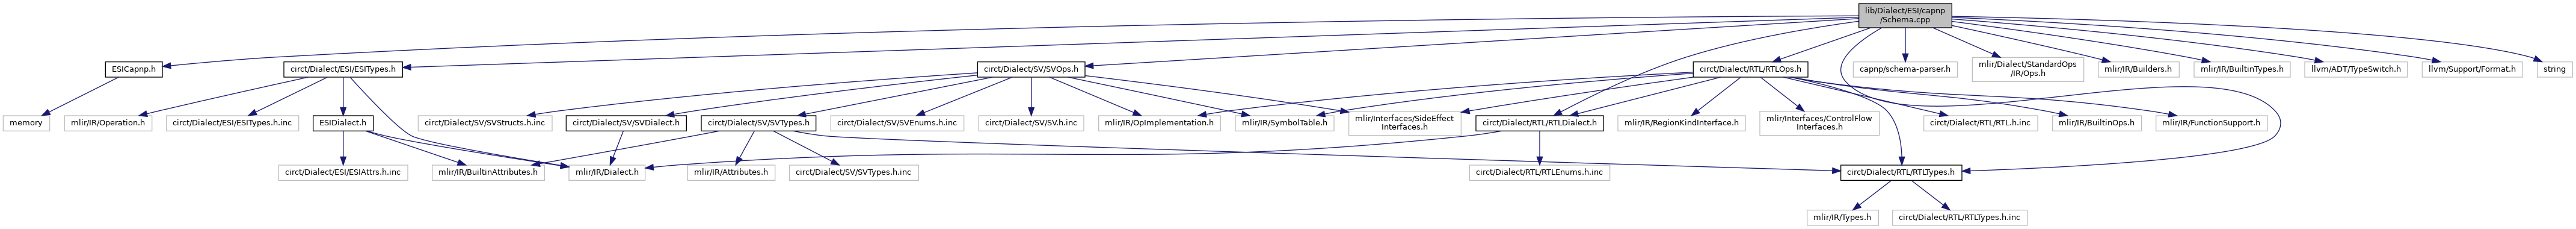 lib/Dialect/ESI/capnp
/Schema.cpp
ESICapnp.h
circt/Dialect/ESI/ESITypes.h
circt/Dialect/SV/SVOps.h
circt/Dialect/RTL/RTLOps.h
capnp/schema-parser.h
mlir/Dialect/StandardOps
/IR/Ops.h
mlir/IR/Builders.h
mlir/IR/BuiltinTypes.h
llvm/ADT/TypeSwitch.h
llvm/Support/Format.h
string
memory
mlir/IR/Operation.h
circt/Dialect/ESI/ESITypes.h.inc
ESIDialect.h
circt/Dialect/SV/SVStructs.h.inc
circt/Dialect/SV/SVDialect.h
circt/Dialect/SV/SVTypes.h
circt/Dialect/SV/SVEnums.h.inc
circt/Dialect/SV/SV.h.inc
mlir/IR/OpImplementation.h
mlir/IR/SymbolTable.h
mlir/Interfaces/SideEffect
Interfaces.h
circt/Dialect/RTL/RTLDialect.h
mlir/IR/RegionKindInterface.h
mlir/Interfaces/ControlFlow
Interfaces.h
circt/Dialect/RTL/RTL.h.inc
mlir/IR/BuiltinOps.h
mlir/IR/FunctionSupport.h
circt/Dialect/ESI/ESIAttrs.h.inc
mlir/IR/BuiltinAttributes.h
mlir/IR/Dialect.h
mlir/IR/Attributes.h
circt/Dialect/SV/SVTypes.h.inc
circt/Dialect/RTL/RTLEnums.h.inc
circt/Dialect/RTL/RTLTypes.h
mlir/IR/Types.h
circt/Dialect/RTL/RTLTypes.h.inc